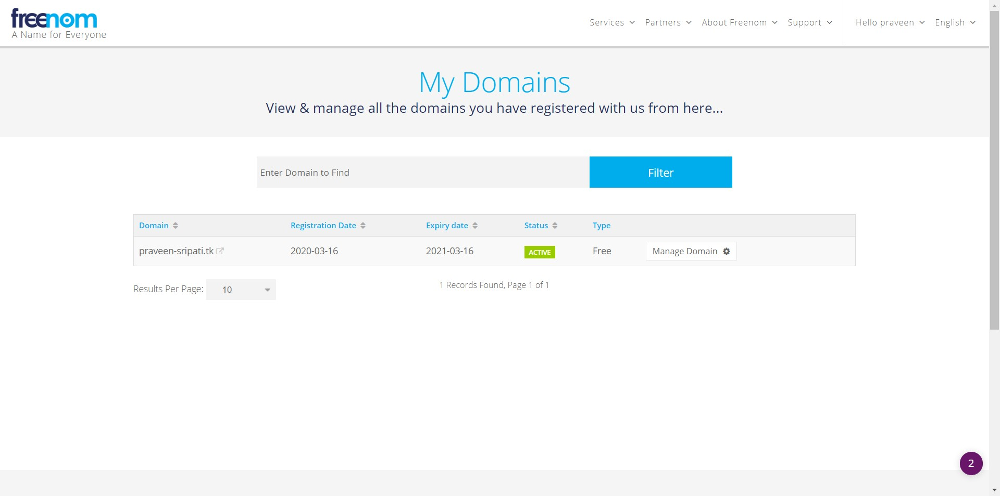 freenom
A Name for Everyone
Services Partners About Freenom Support Hello praveen English
My Domains
View & manage all the domains you have registered with us from here...
Enter Domain to Find Filter
Domain Registration Date Expiry date Status Type
praveen-sripati.tk 2020-03-16 2021-03-16 ACTIVE Free Manage Domain
Results Per Page: 10 1 Records Found, Page 1 of 1
2